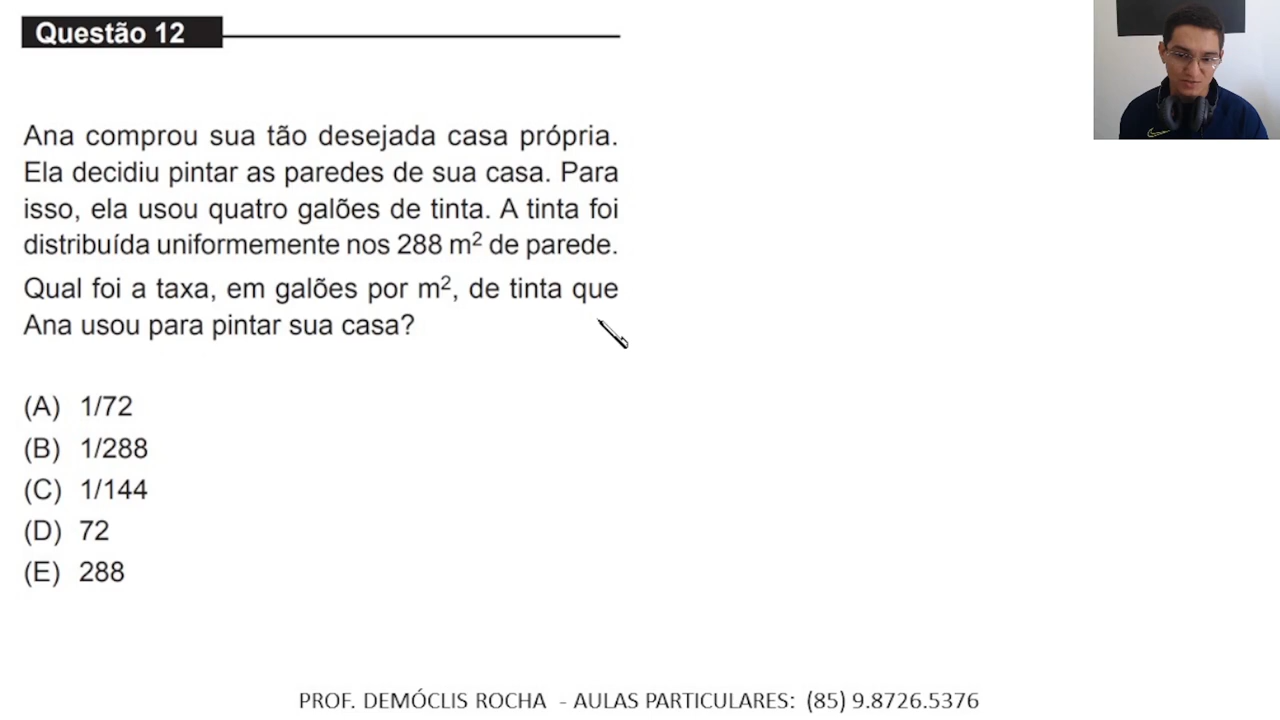 Questão 12
Ana comprou sua tão desejada casa própria.
Ela decidiu pintar as paredes de sua casa. Para
isso, ela usou quatro galões de tinta. A tinta foi
distribuída uniformemente nos 288 m² de parede.
Qual foi a taxa, em galões por m², de tinta que
Ana usou para pintar sua casa?
(A) 1/72
(B) 1/288
(C) 1/144
(D) 72
(E) 288
PROF. DEMÓCLIS ROCHA - AULAS PARTICULARES: (85) 9.8726.5376